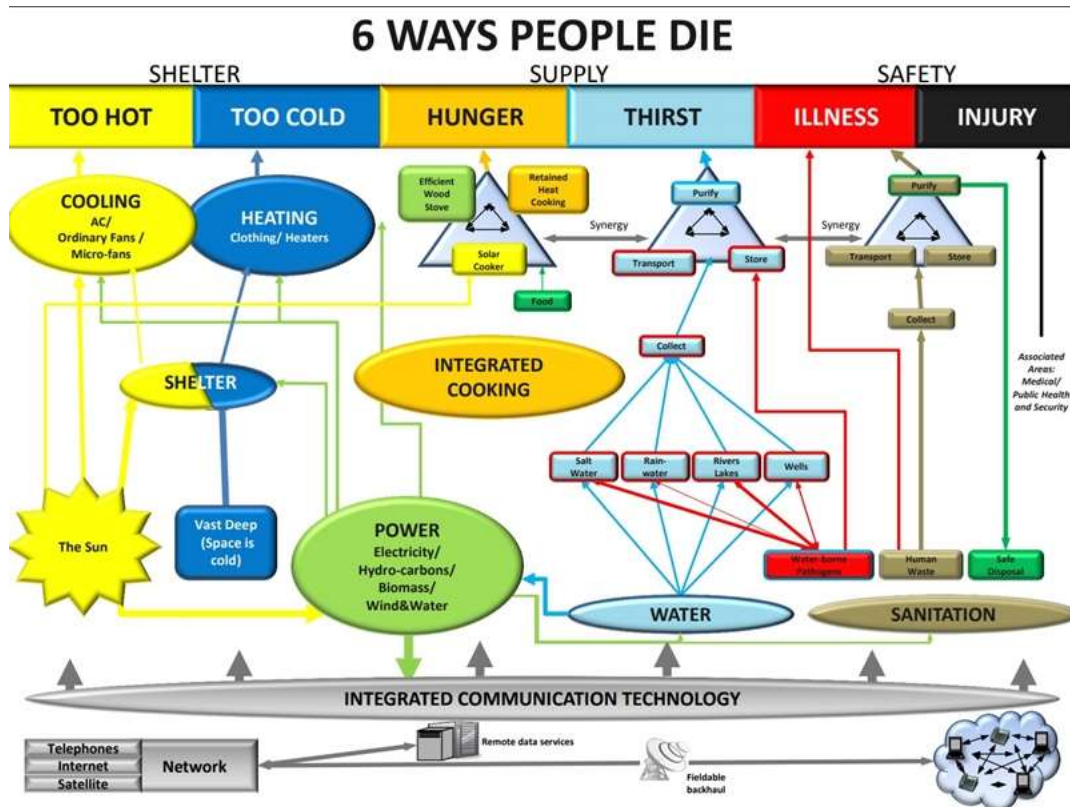 6 WAYS PEOPLE DIE
SHELTER
SUPPLY
SAFETY
TOO HOT
TOO COLD
HUNGER
THIRST
ILLNESS
INJURY
COOLING
AC/
Ordinary Fans /
Micro-fans
HEATING
Clothing/ Heaters
Efficient
Wood
Stove
Retained
Heat
Cooking
Solar
Cooker
Food
Synergy
Purify
Transport
Store
Synergy
Purify
Transport
Store
Collect
Collect
Associated
Areas:
Medical/
Public Health
and Security
SHELTER
INTEGRATED
COOKING
Salt
Water
Rain-
water
Rivers
Lakes
Wells
The Sun
Vast Deep
(Space is
cold)
POWER
Electricity/
Hydro-carbons/
Biomass/
Wind&Water
Water-borne
Pathogens
Human
Waste
Safe
Disposal
WATER
SANITATION
INTEGRATED COMMUNICATION TECHNOLOGY
Telephones
Internet
Satellite
Network
Remote data services
Fieldable
backhaul